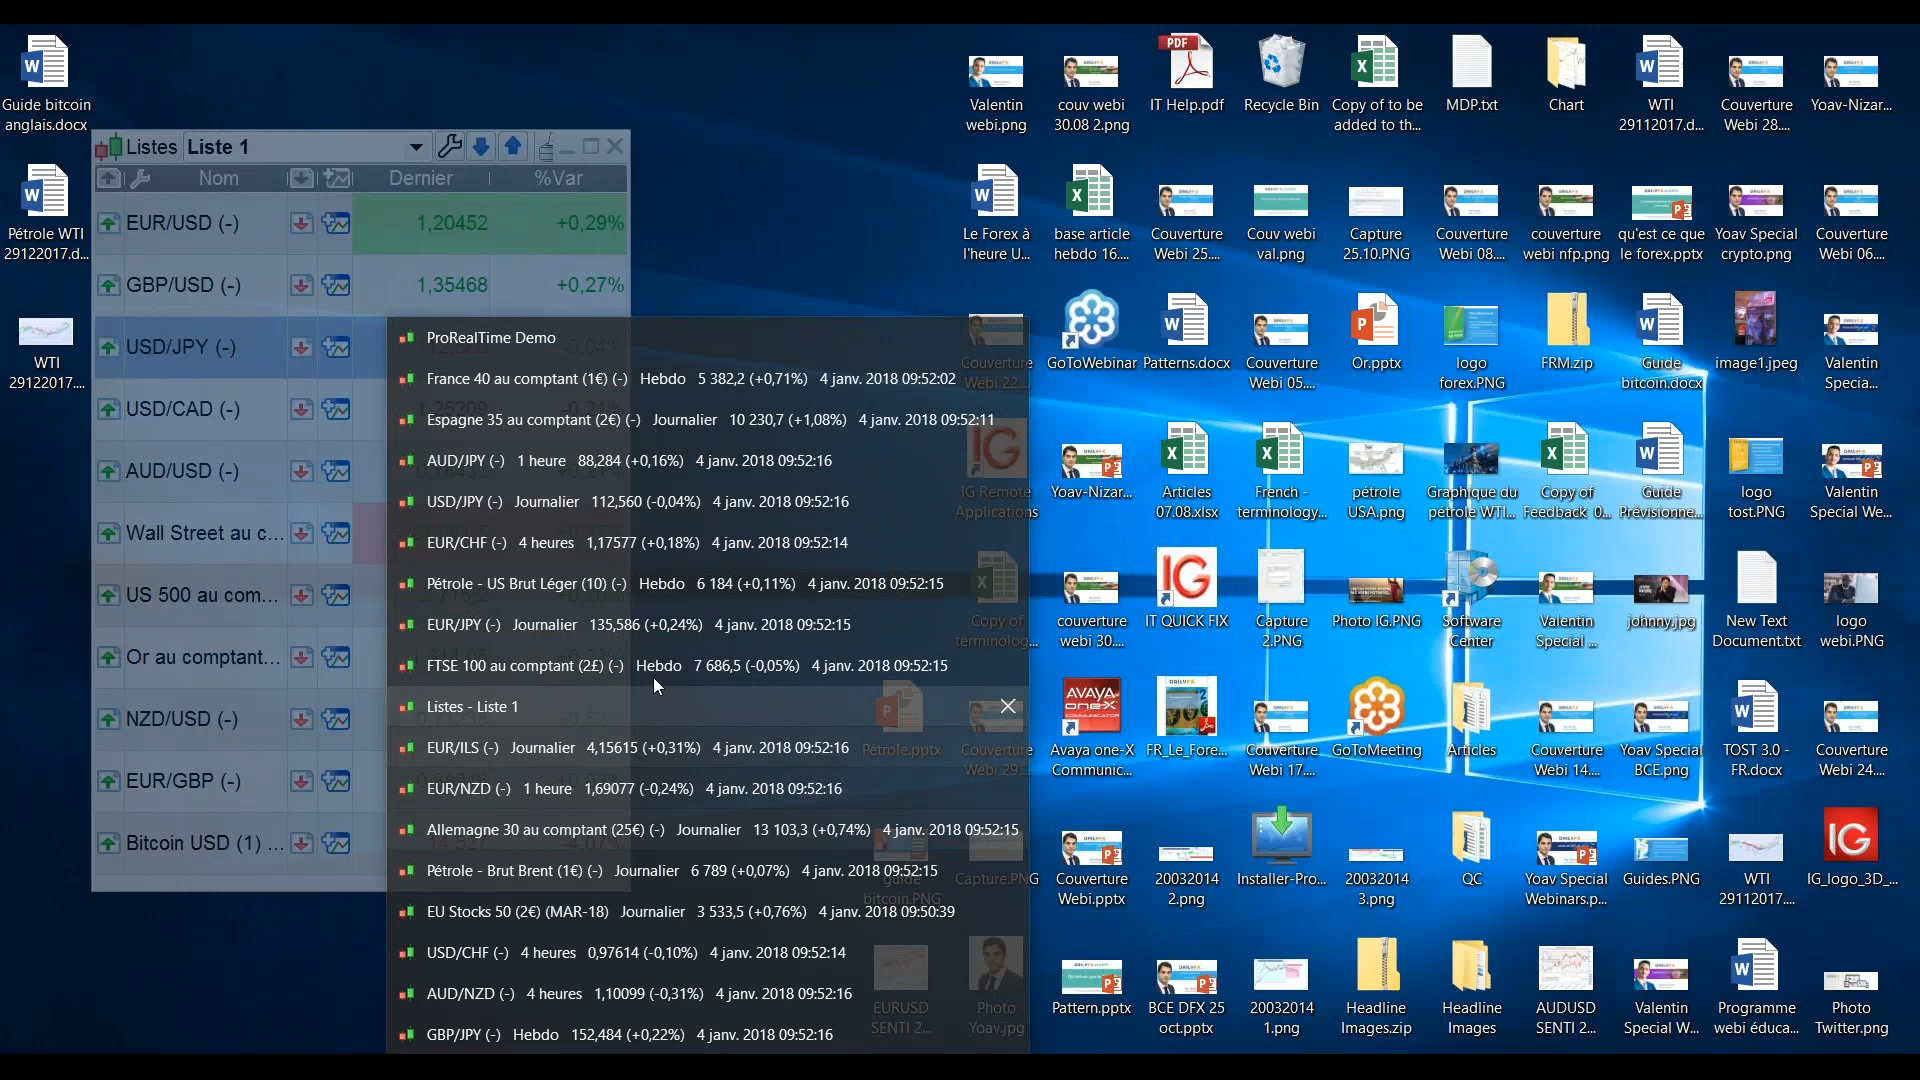 Guide bitcoin
anglais.docx
Pétrole WTI
29122017.d...
WTI
29122017....
Listes Liste 1
Nom Dernier %Var
EUR/USD (-) 1,20452 +0,29%
GBP/USD (-) 1,35468 +0,27%
USD/JPY (-)
USD/CAD (-)
AUD/USD (-)
Wall Street au c...
US 500 au com...
Or au comptant...
NZD/USD (-)
EUR/GBP (-)
Bitcoin USD (1) ...
ProRealTime Demo
France 40 au comptant (1€) (-) Hebdo 5 382,2 (+0,71%) 4 janv. 2018 09:52:02
Espagne 35 au comptant (2€) (-) Journalier 10 230,7 (+1,08%) 4 janv. 2018 09:52:11
AUD/JPY (-) 1 heure 88,284 (+0,16%) 4 janv. 2018 09:52:16
USD/JPY (-) Journalier 112,560 (-0,04%) 4 janv. 2018 09:52:16
EUR/CHF (-) 4 heures 1,17577 (+0,18%) 4 janv. 2018 09:52:14
Pétrole - US Brut Léger (10) (-) Hebdo 6 184 (+0,11%) 4 janv. 2018 09:52:15
EUR/JPY (-) Journalier 135,586 (+0,24%) 4 janv. 2018 09:52:15
FTSE 100 au comptant (2£) (-) Hebdo 7 686,5 (-0,05%) 4 janv. 2018 09:52:15
Listes - Liste 1
EUR/ILS (-) Journalier 4,15615 (+0,31%) 4 janv. 2018 09:52:16
EUR/NZD (-) 1 heure 1,69077 (-0,24%) 4 janv. 2018 09:52:16
Allemagne 30 au comptant (25€) (-) Journalier 13 103,3 (+0,74%) 4 janv. 2018 09:52:15
Pétrole - Brut Brent (1€) (-) Journalier 6 789 (+0,07%) 4 janv. 2018 09:52:15
EU Stocks 50 (2€) (MAR-18) Journalier 3 533,5 (+0,76%) 4 janv. 2018 09:50:39
USD/CHF (-) 4 heures 0,97614 (-0,10%) 4 janv. 2018 09:52:14
AUD/NZD (-) 4 heures 1,10099 (-0,31%) 4 janv. 2018 09:52:16
GBP/JPY (-) Hebdo 152,484 (+0,22%) 4 janv. 2018 09:52:16
Valentin
webi.png
couv webi
30.08 2.png
IT Help.pdf
Recycle Bin
Copy of to be
added to th...
MDP.txt
Chart
WTI
29112017.d...
Couverture
Webi 28....
Yoav-Nizar...
Le Forex à
l'heure U...
base article
hebdo 16....
Couverture
Webi 25....
Couv webi
val.png
Capture
25.10.PNG
Couverture
Webi 08....
couverture
webi nfp.png
qu'est ce que
le forex.pptx
Yoav Special
crypto.png
Couverture
Webi 06....
Couverture
Webi 22....
GoToWebinar
Patterns.docx
Couverture
Webi 05....
Or.pptx
logo
forex.PNG
FRM.zip
Guide
bitcoin.docx
image1.jpeg
Valentin
Specia...
IG Remote
Applications
Yoav-Nizar...
Articles
07.08.xlsx
French -
terminology...
pétrole
USA.png
Graphique du
pétrole WTI...
Copy of
Feedback 0...
Guide
Prévisionne...
logo
tost.PNG
Valentin
Special We...
Copy of
terminolog...
couverture
webi 30....
IT QUICK FIX
Capture
2.PNG
Photo IG.PNG
Software
Center
Valentin
Special ...
johnny.jpg
New Text
Document.txt
logo
webi.PNG
Pétrole.pptx
Couverture
Webi 29....
Avaya one-X
Communic...
FR_Le_Fore...
Couverture
Webi 17....
GoToMeeting
Articles
Couverture
Webi 14....
Yoav Special
BCE.png
TOST 3.0 -
FR.docx
Couverture
Webi 24....
guide
bitcoin.PNG
Capture.PNG
Couverture
Webi.pptx
20032014
2.png
Installer-Pro...
20032014
3.png
QC
Yoav Special
Webinars.p...
Guides.PNG
WTI
29112017....
IG_logo_3D_...
EURUSD
SENTI 2...
Photo
Yoav.jpg
Pattern.pptx
BCE DFX 25
oct.pptx
20032014
1.png
Headline
Images.zip
Headline
Images
AUDUSD
SENTI 2...
Valentin
Special W...
Programme
webi éduca...
Photo
Twitter.png